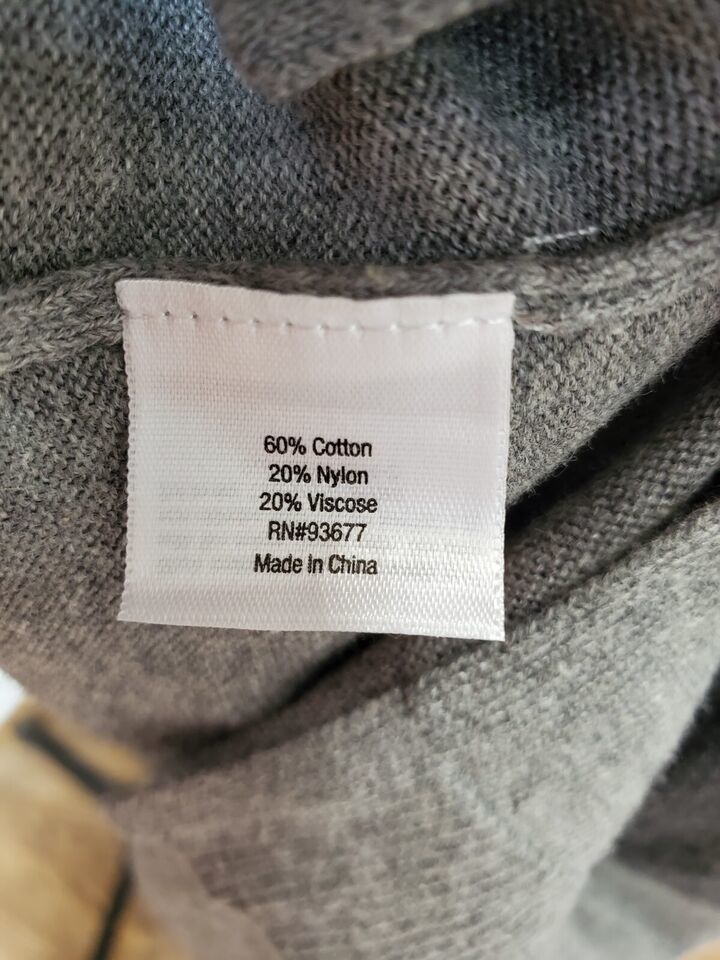 60% Cotton
20% Nylon
20% Viscose
RN#93677
Made In China